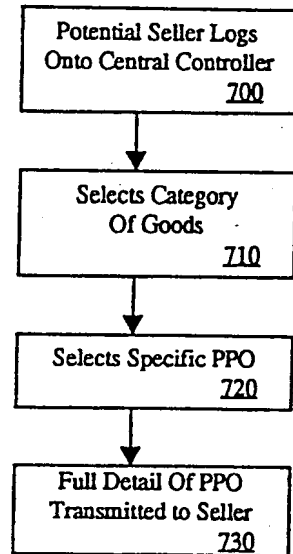 Potential Seller Logs
Onto Central Controller
700
Selects Category
Of Goods
710
Selects Specific PPO
720
Full Detail Of PPO
Transmitted to Seller
730